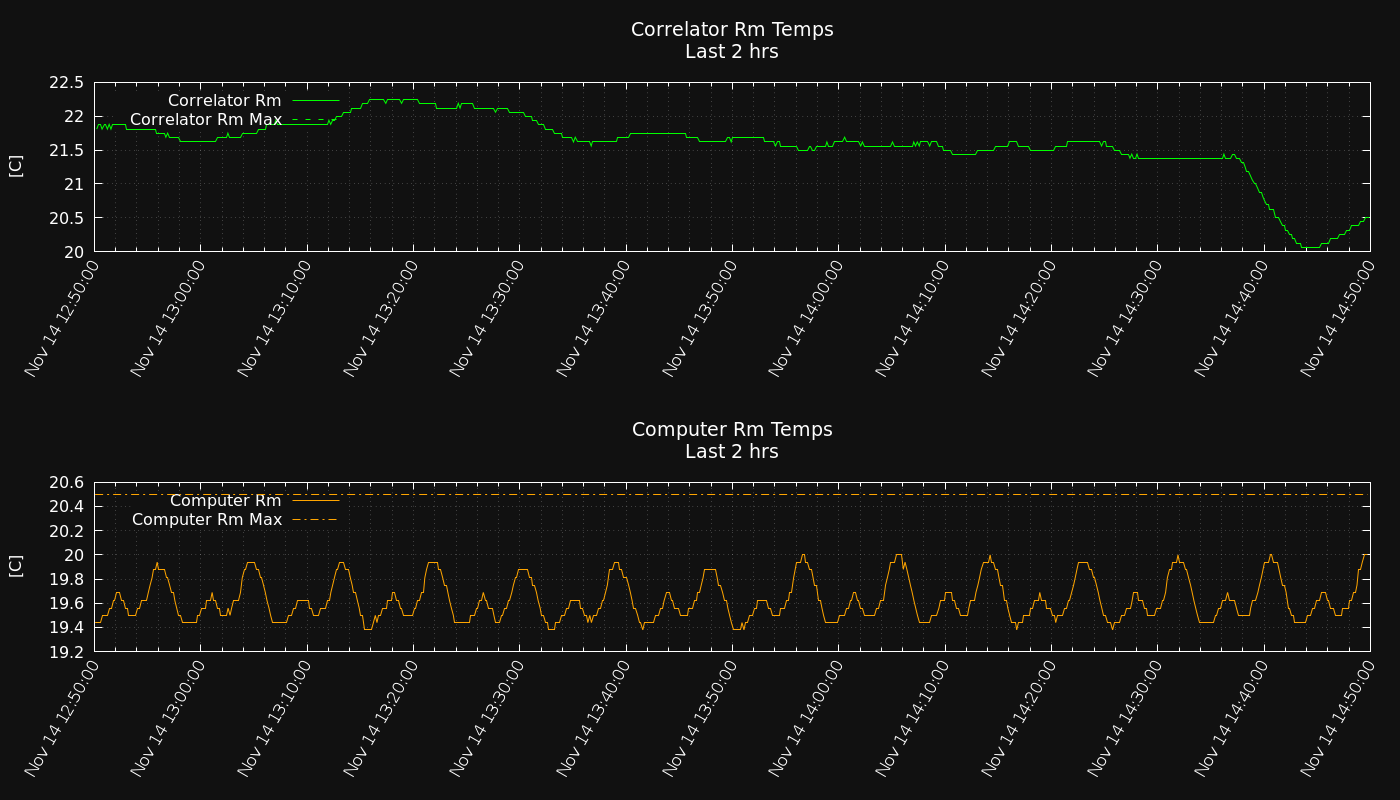 Correlator Rm Temps
Last 2 hrs
22.5
22
21.5
21
20.5
20
[C]
Correlator Rm
Correlator Rm Max
Nov 14 12:50:00
Nov 14 13:00:00
Nov 14 13:10:00
Nov 14 13:20:00
Nov 14 13:30:00
Nov 14 13:40:00
Nov 14 13:50:00
Nov 14 14:00:00
Nov 14 14:10:00
Nov 14 14:20:00
Nov 14 14:30:00
Nov 14 14:40:00
Nov 14 14:50:00
Computer Rm Temps
Last 2 hrs
20.6
20.4
20.2
20
19.8
19.6
19.4
19.2
[C]
Computer Rm
Computer Rm Max
Nov 14 12:50:00
Nov 14 13:00:00
Nov 14 13:10:00
Nov 14 13:20:00
Nov 14 13:30:00
Nov 14 13:40:00
Nov 14 13:50:00
Nov 14 14:00:00
Nov 14 14:10:00
Nov 14 14:20:00
Nov 14 14:30:00
Nov 14 14:40:00
Nov 14 14:50:00